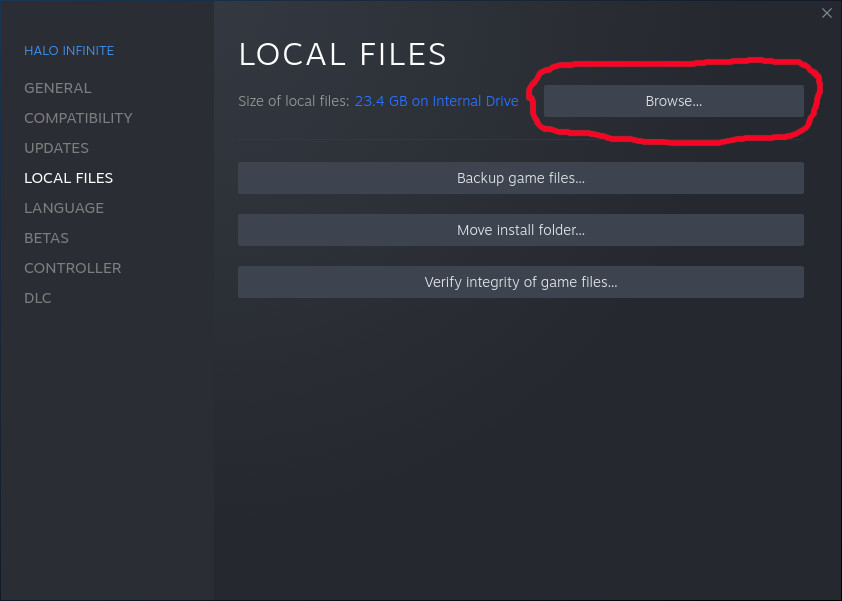 HALO INFINITE
GENERAL
COMPATIBILITY
UPDATES
LOCAL FILES
LANGUAGE
BETAS
CONTROLLER
DLC
LOCAL FILES
Size of local files: 23.4 GB on Internal Drive
Browse...
Backup game files...
Move install folder...
Verify integrity of game files...